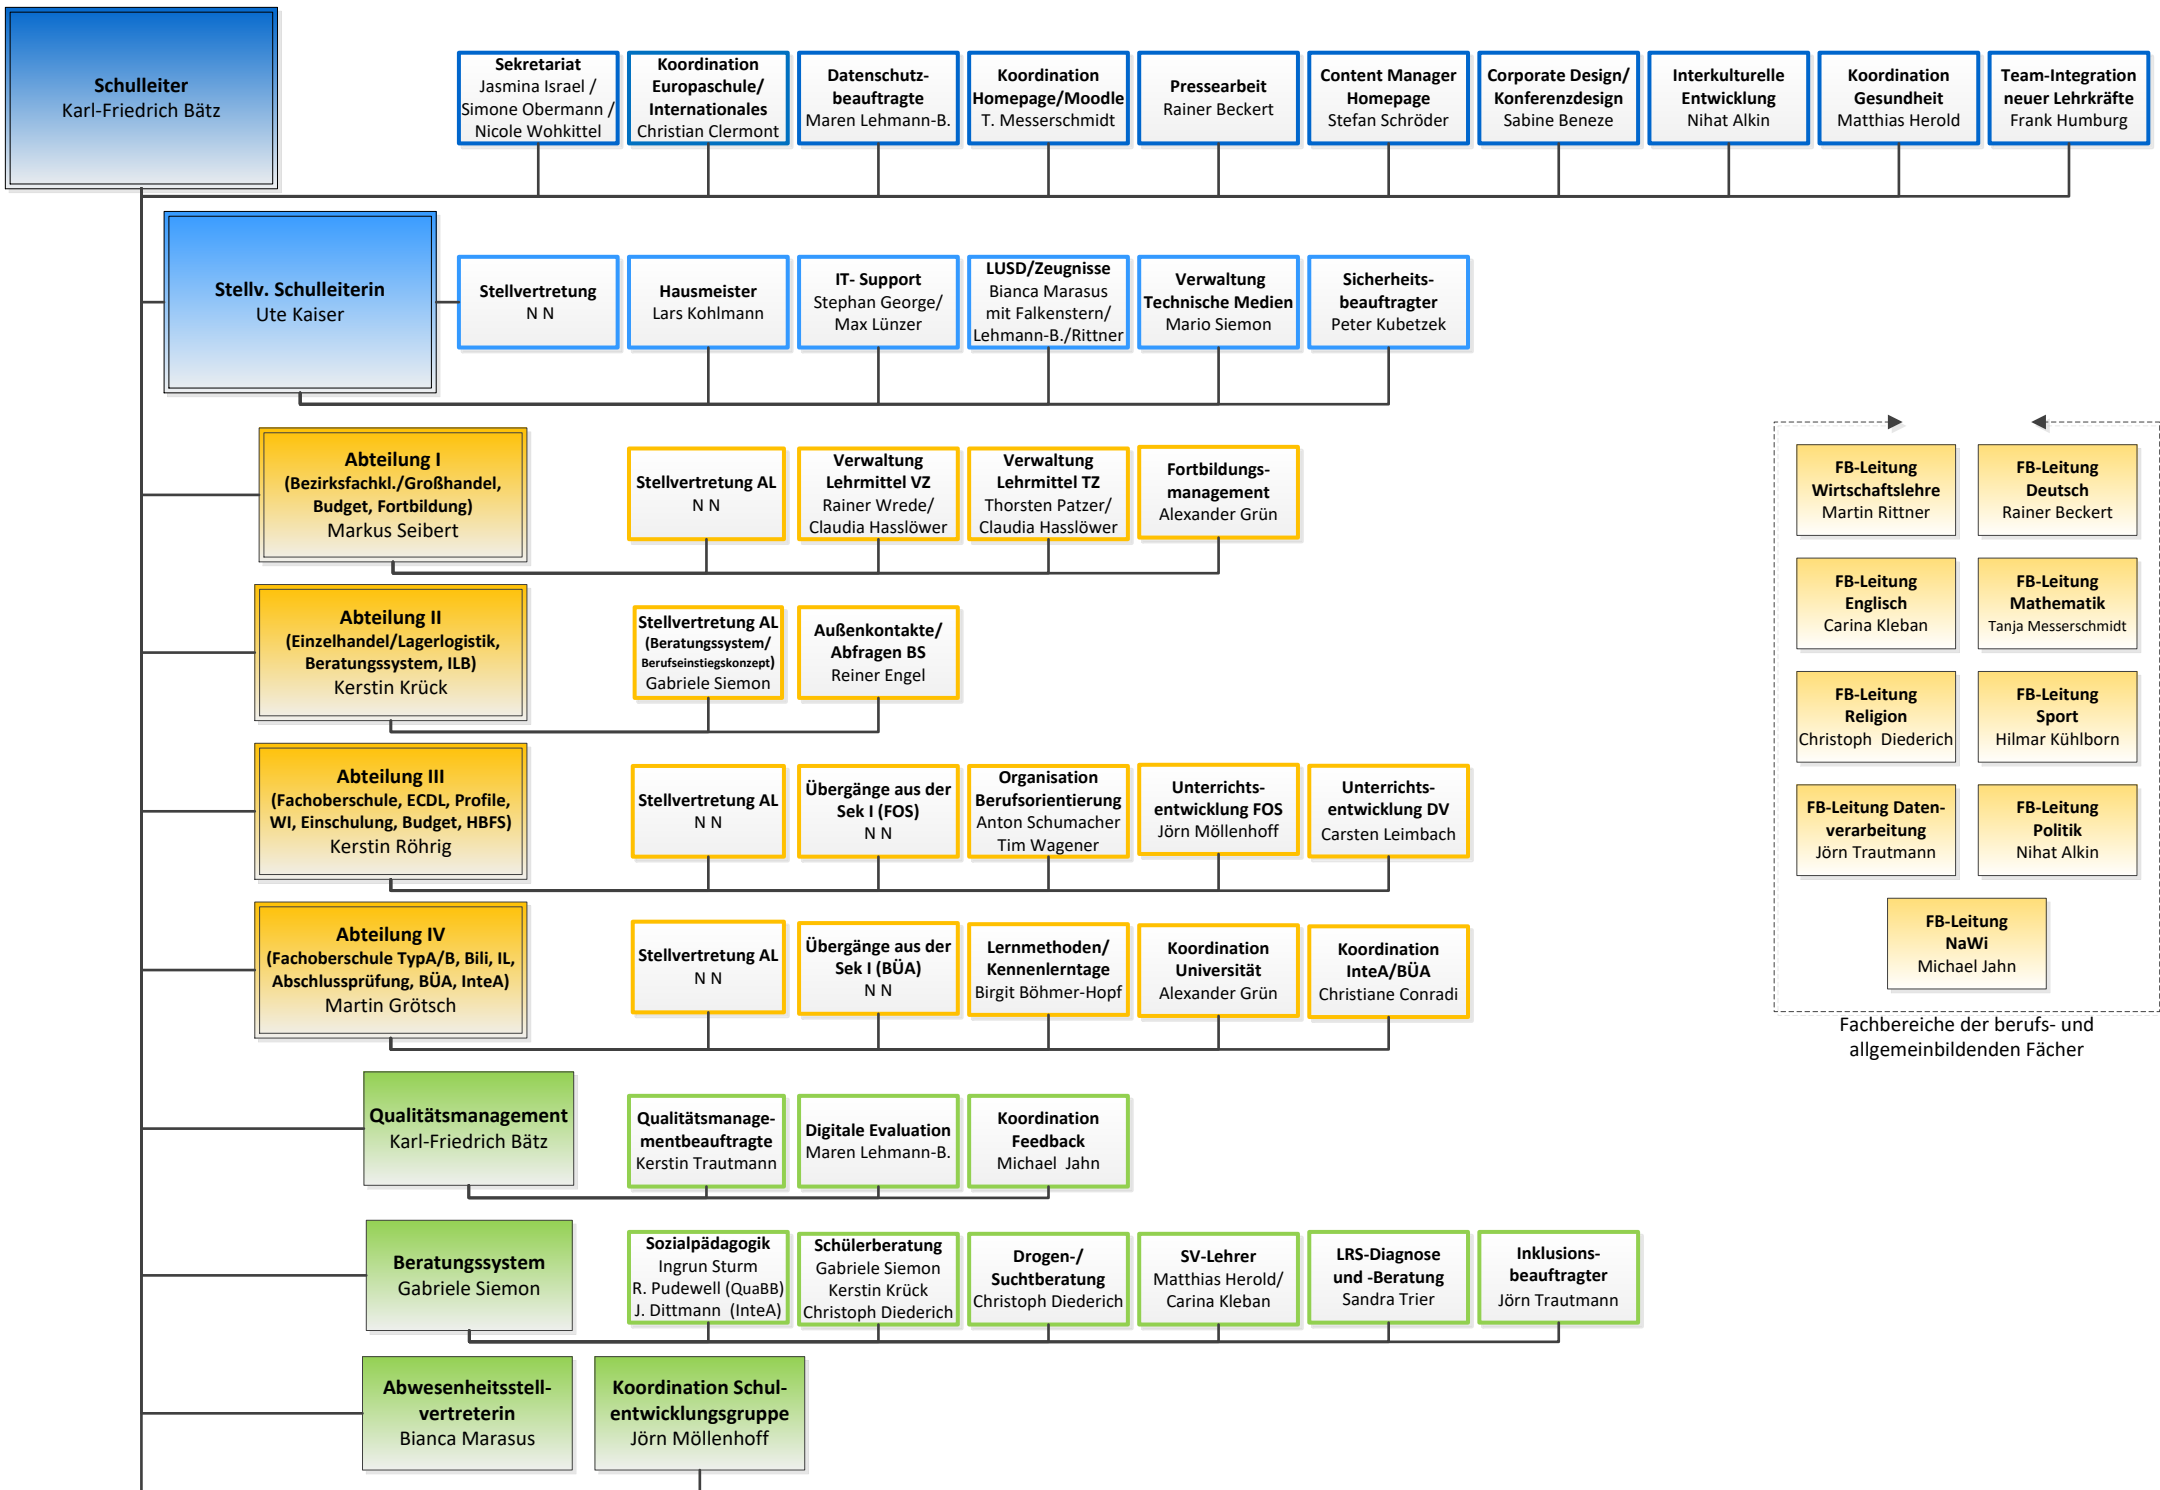 Schulleiter
Karl-Friedrich Bätz
Sekretariat
Jasmina Israel /
Simone Obermann /
Nicole Wohkittel
Koordination
Europaschule/
Internationales
Christian Clermont
Datenschutz-
beauftragte
Maren Lehmann-B.
Koordination
Homepage/Moodle
T. Messerschmidt
Pressearbeit
Rainer Beckert
Content Manager
Homepage
Stefan Schröder
Corporate Design/
Konferenzdesign
Sabine Beneze
Interkulturelle
Entwicklung
Nihat Alkin
Koordination
Gesundheit
Matthias Herold
Team-Integration
neuer Lehrkräfte
Frank Humburg
Stellv. Schulleiterin
Ute Kaiser
Stellvertretung
N N
Hausmeister
Lars Kohlmann
IT- Support
Stephan George/
Max Lünzer
LUSD/Zeugnisse
Bianca Marasus
mit Falkenstern/
Lehmann-B./Rittner
Verwaltung
Technische Medien
Mario Siemon
Sicherheits-
beauftragter
Peter Kubetzek
Abteilung I
(Bezirksfachkl./Großhandel,
Budget, Fortbildung)
Markus Seibert
Stellvertretung AL
N N
Verwaltung
Lehrmittel VZ
Rainer Wrede/
Claudia Hasslöwer
Verwaltung
Lehrmittel TZ
Thorsten Patzer/
Claudia Hasslöwer
Fortbildungs-
management
Alexander Grün
Abteilung II
(Einzelhandel/Lagerlogistik,
Beratungssystem, ILB)
Kerstin Krück
Stellvertretung AL
(Beratungssystem/
Berufseinstiegskonzept)
Gabriele Siemon
Außenkontakte/
Abfragen BS
Reiner Engel
Abteilung III
(Fachoberschule, ECDL, Profile,
WI, Einschulung, Budget, HBFS)
Kerstin Röhrig
Stellvertretung AL
N N
Übergänge aus der
Sek I (FOS)
N N
Organisation
Berufsorientierung
Anton Schumacher
Tim Wagener
Unterrichts-
entwicklung FOS
Jörn Möllenhoff
Unterrichts-
entwicklung DV
Carsten Leimbach
Abteilung IV
(Fachoberschule TypA/B, Bili, IL,
Abschlussprüfung, BÜA, InteA)
Martin Grötsch
Stellvertretung AL
N N
Übergänge aus der
Sek I (BÜA)
N N
Lernmethoden/
Kennenlerntage
Birgit Böhmer-Hopf
Koordination
Universität
Alexander Grün
Koordination
InteA/BÜA
Christiane Conradi
FB-Leitung
Wirtschaftslehre
Martin Rittner
FB-Leitung
Deutsch
Rainer Beckert
FB-Leitung
Englisch
Carina Kleban
FB-Leitung
Mathematik
Tanja Messerschmidt
FB-Leitung
Religion
Christoph  Diederich
FB-Leitung
Sport
Hilmar Kühlborn
FB-Leitung Daten-
verarbeitung
Jörn Trautmann
FB-Leitung
Politik
Nihat Alkin
FB-Leitung
NaWi
Michael Jahn
Fachbereiche der berufs- und
allgemeinbildenden Fächer
Qualitätsmanagement
Karl-Friedrich Bätz
Qualitätsmanage-
mentbeauftragte
Kerstin Trautmann
Digitale Evaluation
Maren Lehmann-B.
Koordination
Feedback
Michael  Jahn
Beratungssystem
Gabriele Siemon
Sozialpädagogik
Ingrun Sturm
R. Pudewell (QuaBB)
J. Dittmann  (InteA)
Schülerberatung
Gabriele Siemon
Kerstin Krück
Christoph Diederich
Drogen-/
Suchtberatung
Christoph Diederich
SV-Lehrer
Matthias Herold/
Carina Kleban
LRS-Diagnose
und -Beratung
Sandra Trier
Inklusions-
beauftragter
Jörn Trautmann
Abwesenheitsstell-
vertreterin
Bianca Marasus
Koordination Schul-
entwicklungsgruppe
Jörn Möllenhoff